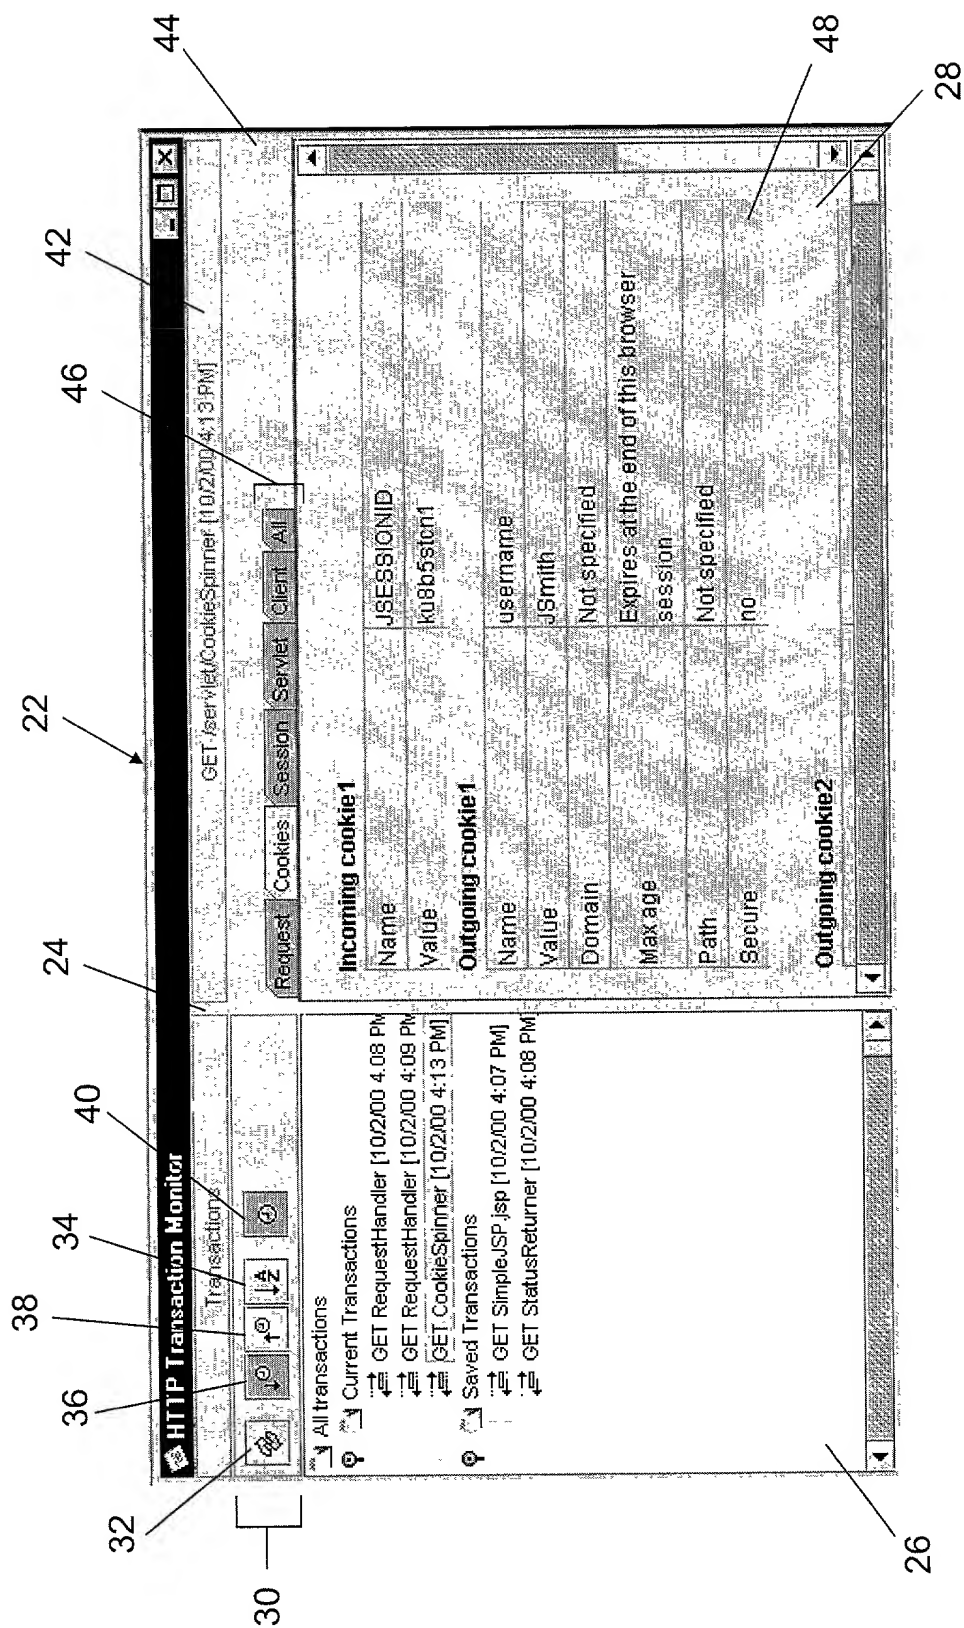 22
HTTP Transaction Monitor
24
42
44
Transactions
GET /servlet/CookieSpinner [10/2/00 4:13 PM]
30
32
36
38
34
40
46
Request Cookies Session Servlet Client All
All transactions
Current Transactions
GET RequestHandler [10/2/00 4:08 PM
GET RequestHandler [10/2/00 4:09 PM
GET CookieSpinner [10/2/00 4:13 PM]
Saved Transactions
GET SimpleJSP.jsp [10/2/00 4:07 PM]
GET StatusReturner [10/2/00 4:08 PM
Incoming cookie1
Name JSESSIONID
Value ku8b5stcn1
Outgoing cookie1
Name username
Value JSmith
Domain Not specified
Max age Expires at the end of this browser
session
Path Not specified
Secure no
Outgoing cookie2
26
48
28